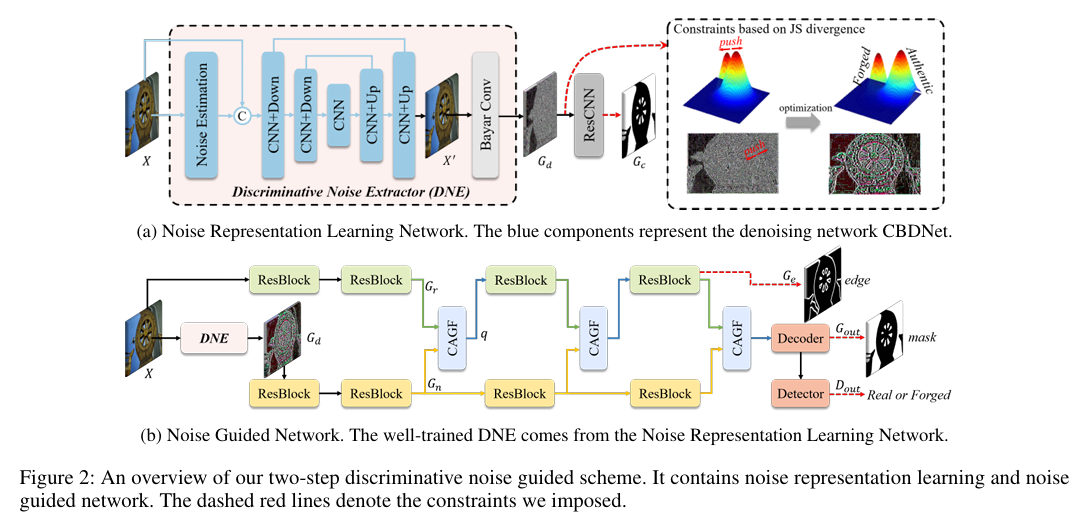 Constraints based on JS divergence
push
Forged
Authentic
optimization
push
Noise Estimation
C
CNN+Down
CNN+Down
CNN
CNN+Up
CNN+Up
Bayar Conv
ResCNN
X
X'
G_d
G_c
Discriminative Noise Extractor (DNE)
(a) Noise Representation Learning Network. The blue components represent the denoising network CBDNet.
ResBlock
ResBlock
G_r
ResBlock
ResBlock
G_e
edge
CAGF
q
CAGF
CAGF
DNE
G_d
X
Decoder
G_out
mask
ResBlock
ResBlock
G_n
ResBlock
ResBlock
Detector
D_out
Real or Forged
(b) Noise Guided Network. The well-trained DNE comes from the Noise Representation Learning Network.
Figure 2: An overview of our two-step discriminative noise guided scheme. It contains noise representation learning and noise
guided network. The dashed red lines denote the constraints we imposed.